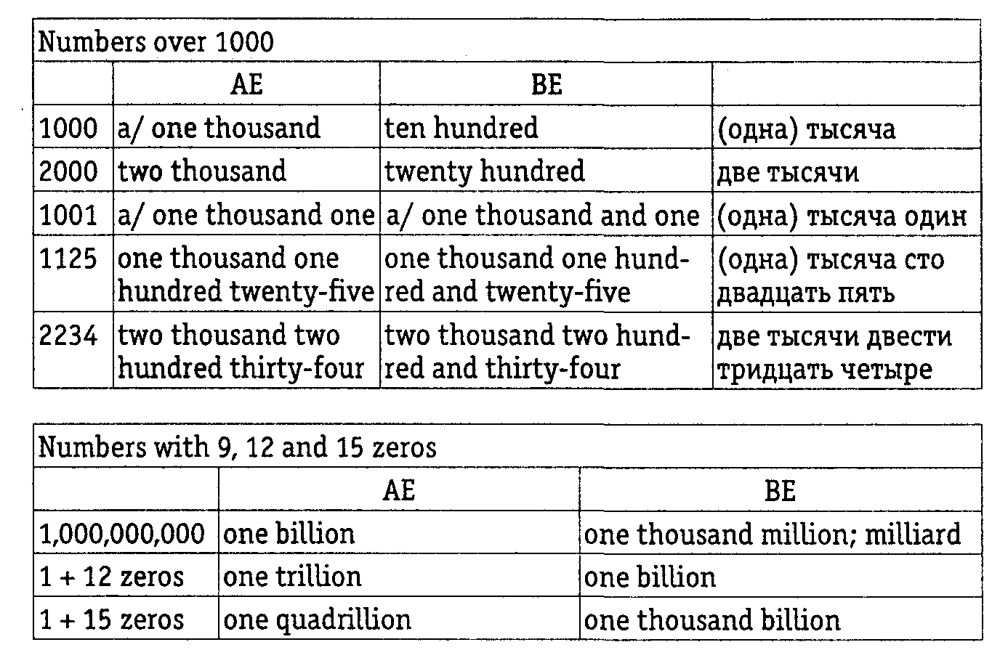 Numbers over 1000
AE BE
1000 a/ one thousand ten hundred (одна) тысяча
2000 two thousand twenty hundred две тысячи
1001 a/ one thousand one a/ one thousand and one (одна) тысяча один
1125 one thousand one one thousand one hund- (одна) тысяча сто
hundred twenty-five red and twenty-five двадцать пять
2234 two thousand two two thousand two hund- две тысячи двести
hundred thirty-four red and thirty-four тридцать четыре
Numbers with 9, 12 and 15 zeros
AE BE
1,000,000,000 one billion one thousand million; milliard
1 + 12 zeros one trillion one billion
1 + 15 zeros one quadrillion one thousand billion